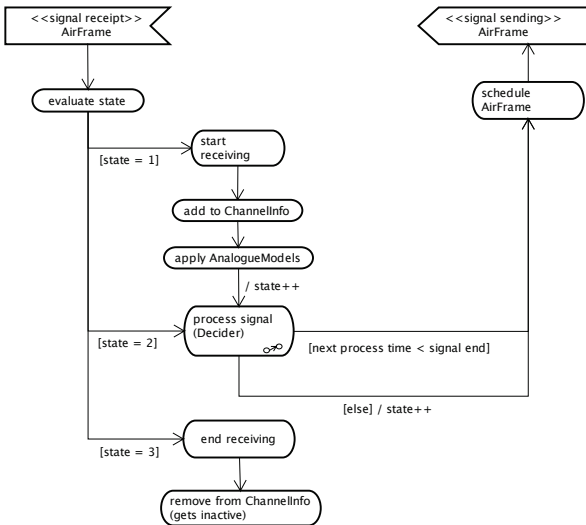 <<signal receipt>>
AirFrame
<<signal sending>>
AirFrame
evaluate state
schedule
AirFrame
[state = 1]
start
receiving
add to ChannelInfo
apply AnalogueModels
/ state++
process signal
(Decider)
[state = 2]
[next process time < signal end]
[else] / state++
[state = 3]
end receiving
remove from ChannelInfo
(gets inactive)